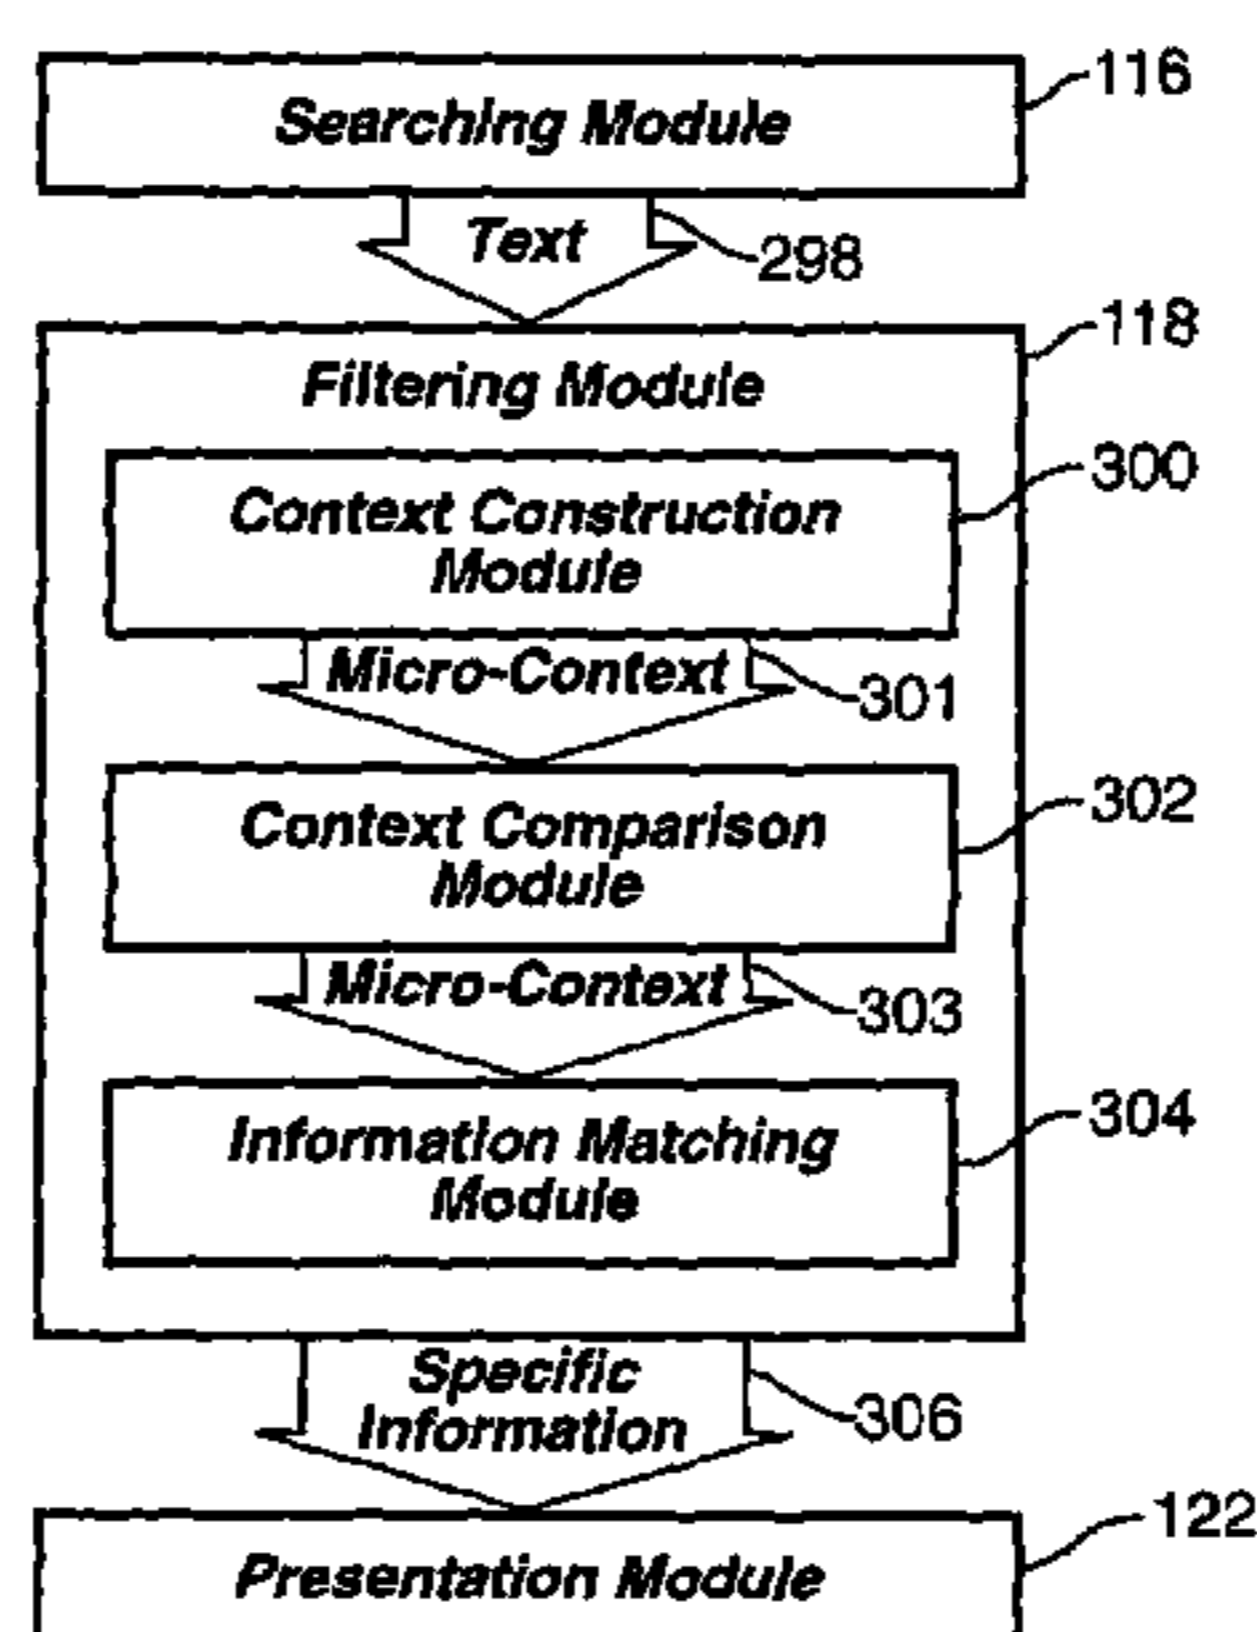 Searching Module
116
Text
298
118
Filtering Module
300
Context Construction
Module
Micro-Context
301
302
Context Comparison
Module
Micro-Context
303
304
Information Matching
Module
Specific
Information
306
122
Presentation Module